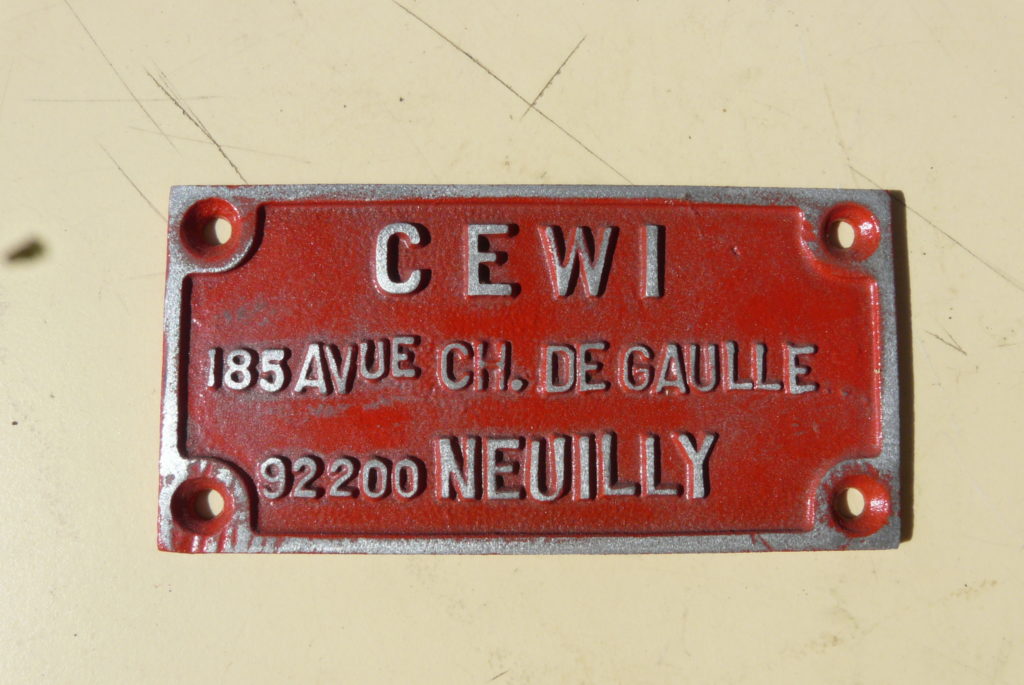 CEWI
185 AVUE CH. DE GAULLE
92200 NEUILLY